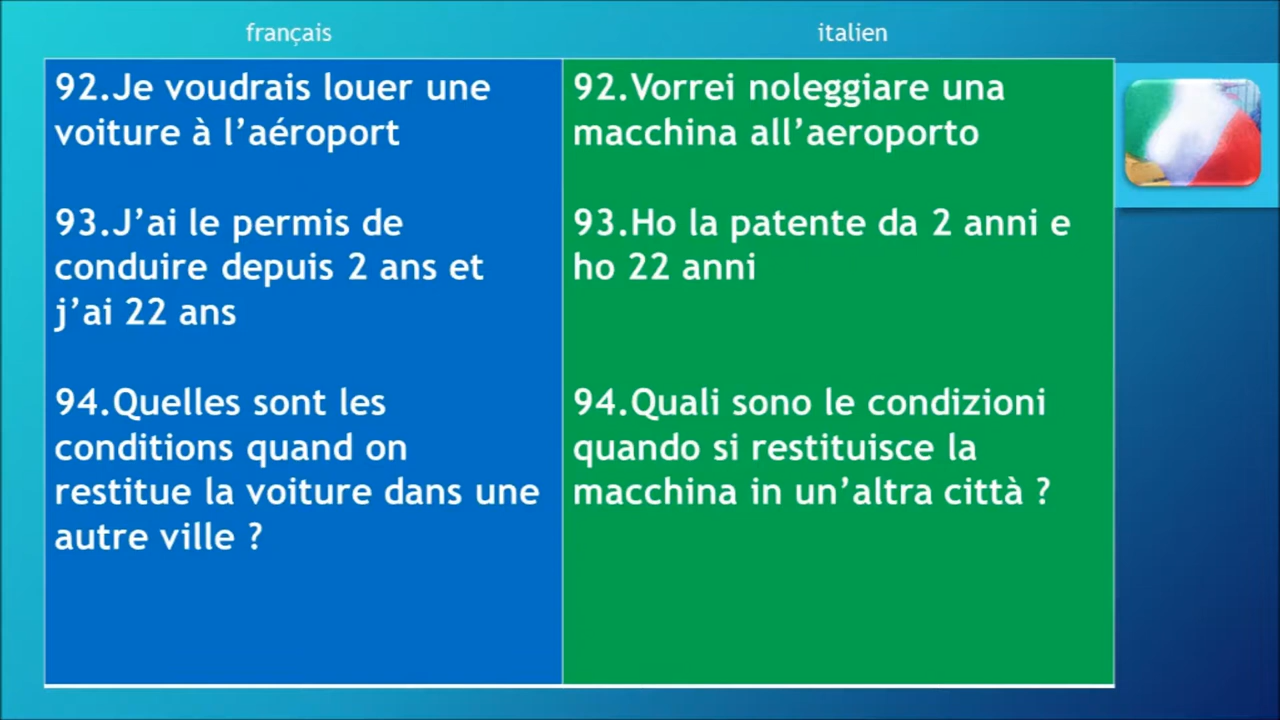 français
italien
92.Je voudrais louer une
voiture à l’aéroport
93.J’ai le permis de
conduire depuis 2 ans et
j’ai 22 ans
94.Quelles sont les
conditions quand on
restitue la voiture dans une
autre ville ?
92.Vorrei noleggiare una
macchina all’aeroporto
93.Ho la patente da 2 anni e
ho 22 anni
94.Quali sono le condizioni
quando si restituisce la
macchina in un’altra città ?